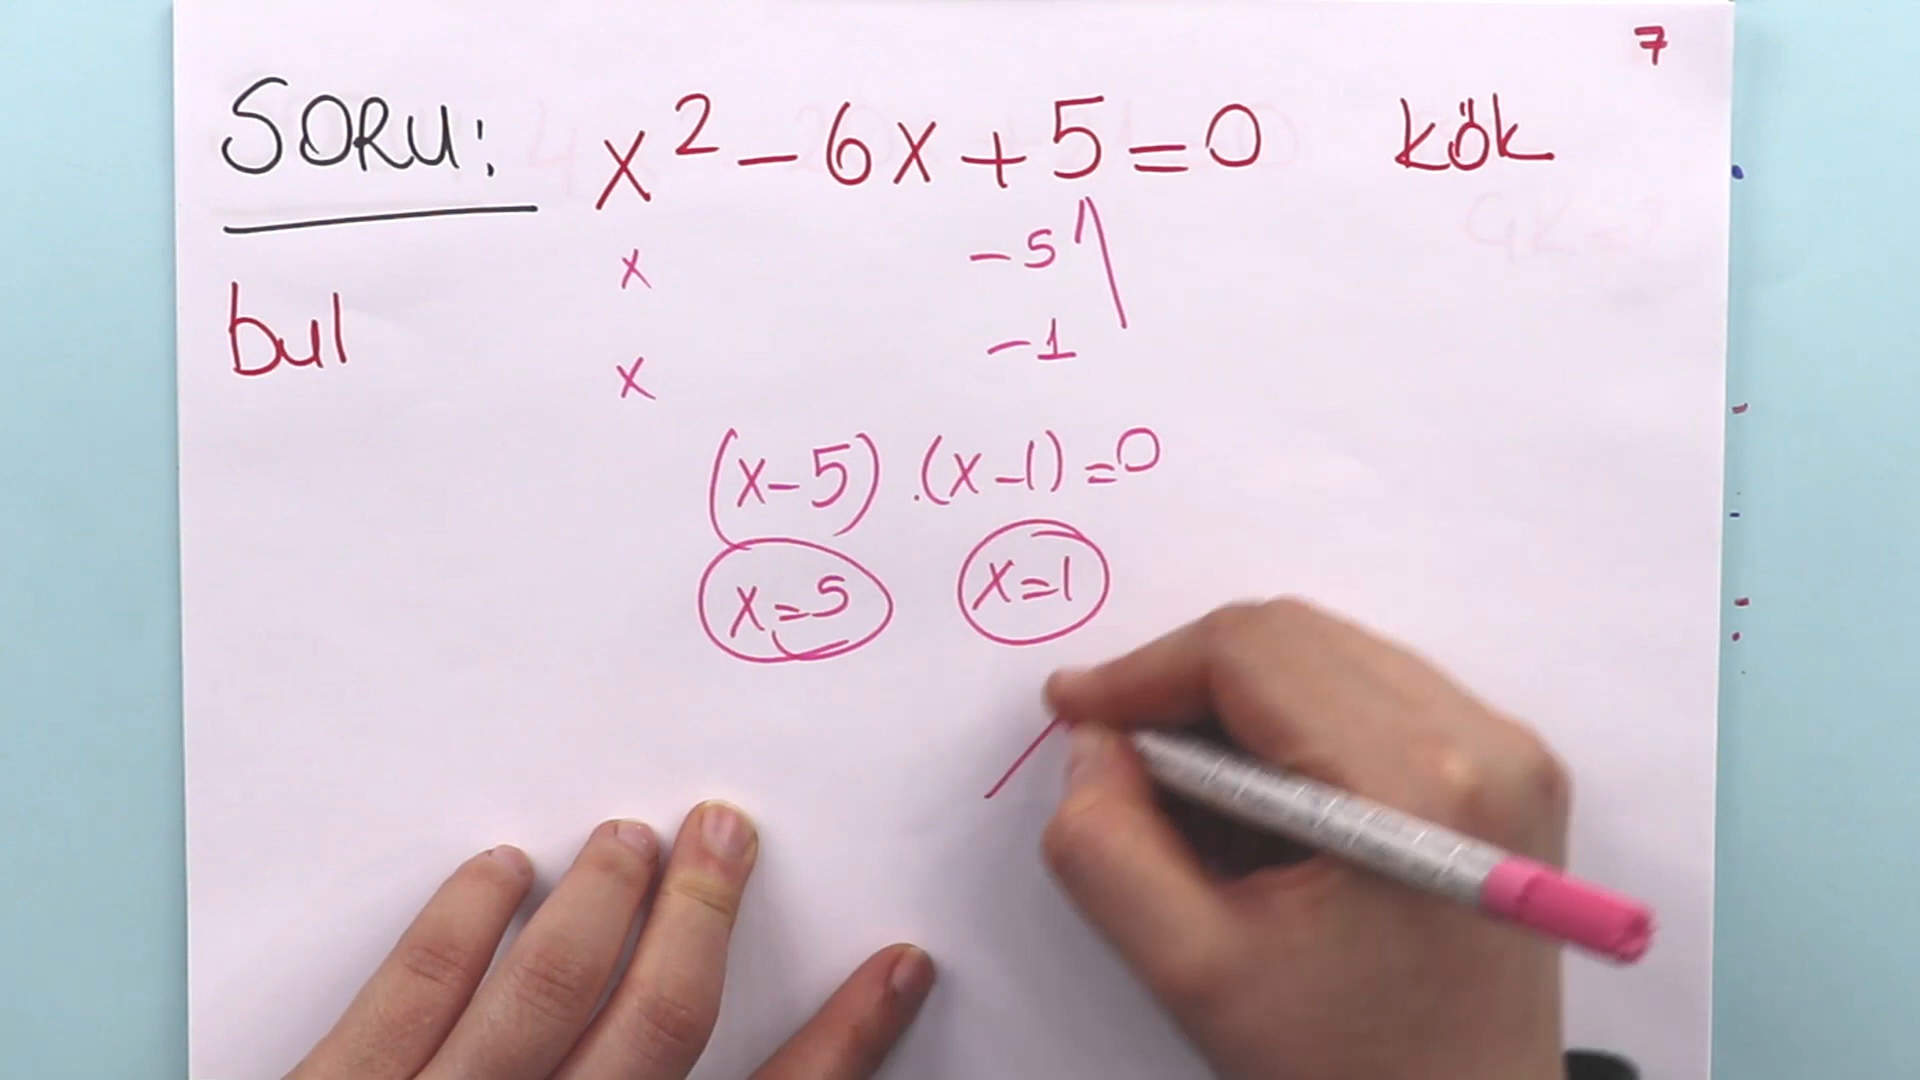 7
SORU: x² - 6x + 5 = 0 kök
bul
x -5
x -1
(x-5) .(x-1) = 0
x=5 x=1